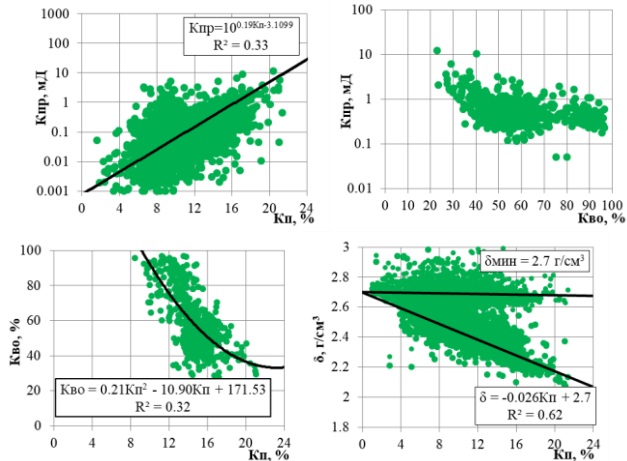 1000
100
10
1
0.1
0.01
0.001
Кпр, мД
Кпр=10^0.19Кп-3.1099
R² = 0.33
0 4 8 12 16 20 24
Кп, %
100
10
1
0.1
0.01
Кпр, мД
0 10 20 30 40 50 60 70 80 90 100
Кво, %
100
80
60
40
20
0
Кво, %
Кво = 0.21Кп² - 10.90Кп + 171.53
R² = 0.32
0 4 8 12 16 20 24
Кп, %
3
2.8
2.6
2.4
2.2
2
1.8
δ, г/см³
δмин = 2.7 г/см³
δ = -0.026Кп + 2.7
R² = 0.62
0 4 8 12 16 20 24
Кп, %